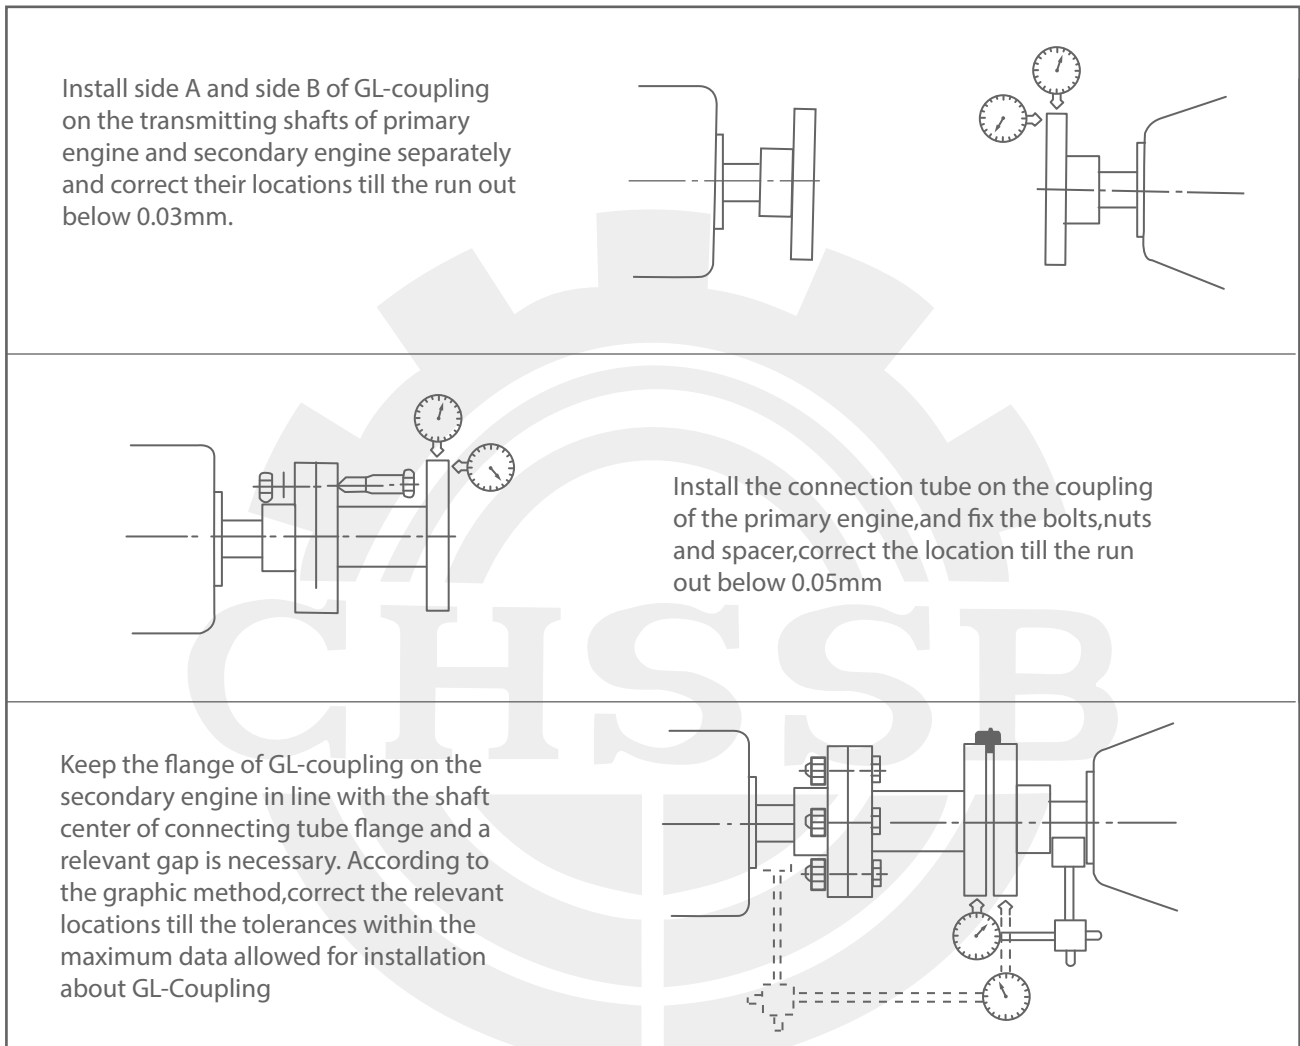 Install side A and side B of GL-coupling
on the transmitting shafts of primary
engine and secondary engine separately
and correct their locations till the run out
below 0.03mm.
Install the connection tube on the coupling
of the primary engine,and fix the bolts,nuts
and spacer,correct the location till the run
out below 0.05mm
CHSSB
Keep the flange of GL-coupling on the
secondary engine in line with the shaft
center of connecting tube flange and a
relevant gap is necessary. According to
the graphic method,correct the relevant
locations till the tolerances within the
maximum data allowed for installation
about GL-Coupling